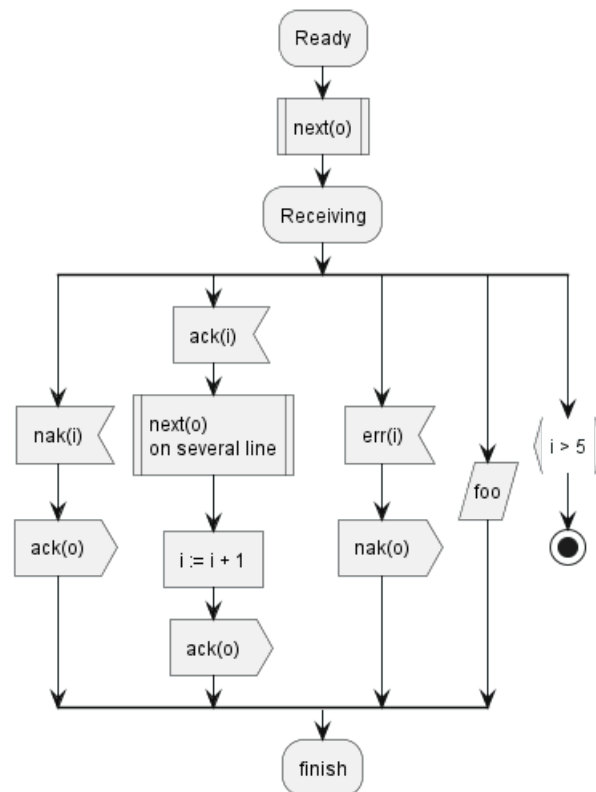 Ready
next(o)
Receiving
nak(i)
ack(o)
ack(i)
next(o)
on several line
i := i + 1
ack(o)
err(i)
nak(o)
foo
i > 5
finish